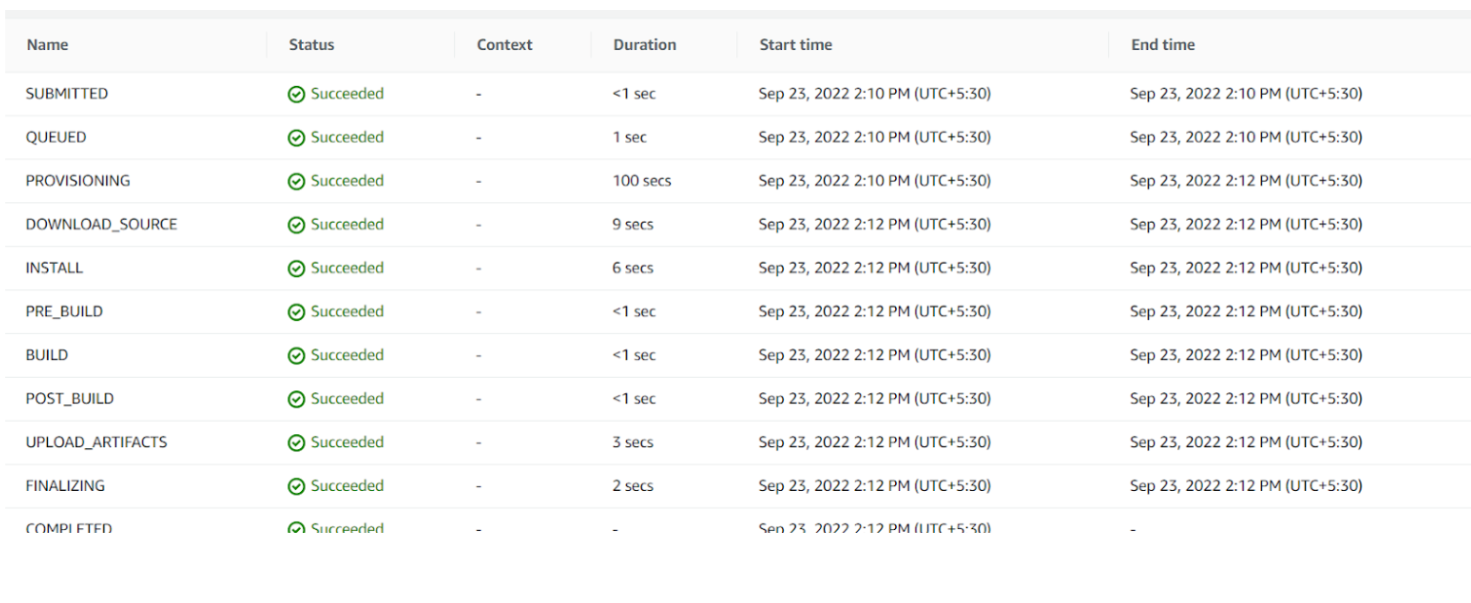 Name Status Context Duration Start time End time
SUBMITTED Succeeded - <1 sec Sep 23, 2022 2:10 PM (UTC+5:30) Sep 23, 2022 2:10 PM (UTC+5:30)
QUEUED Succeeded - 1 sec Sep 23, 2022 2:10 PM (UTC+5:30) Sep 23, 2022 2:10 PM (UTC+5:30)
PROVISIONING Succeeded - 100 secs Sep 23, 2022 2:10 PM (UTC+5:30) Sep 23, 2022 2:12 PM (UTC+5:30)
DOWNLOAD_SOURCE Succeeded - 9 secs Sep 23, 2022 2:12 PM (UTC+5:30) Sep 23, 2022 2:12 PM (UTC+5:30)
INSTALL Succeeded - 6 secs Sep 23, 2022 2:12 PM (UTC+5:30) Sep 23, 2022 2:12 PM (UTC+5:30)
PRE_BUILD Succeeded - <1 sec Sep 23, 2022 2:12 PM (UTC+5:30) Sep 23, 2022 2:12 PM (UTC+5:30)
BUILD Succeeded - <1 sec Sep 23, 2022 2:12 PM (UTC+5:30) Sep 23, 2022 2:12 PM (UTC+5:30)
POST_BUILD Succeeded - <1 sec Sep 23, 2022 2:12 PM (UTC+5:30) Sep 23, 2022 2:12 PM (UTC+5:30)
UPLOAD_ARTIFACTS Succeeded - 3 secs Sep 23, 2022 2:12 PM (UTC+5:30) Sep 23, 2022 2:12 PM (UTC+5:30)
FINALIZING Succeeded - 2 secs Sep 23, 2022 2:12 PM (UTC+5:30) Sep 23, 2022 2:12 PM (UTC+5:30)
COMPLETED Succeeded - - Sep 23, 2022 2:12 PM (UTC+5:30) -